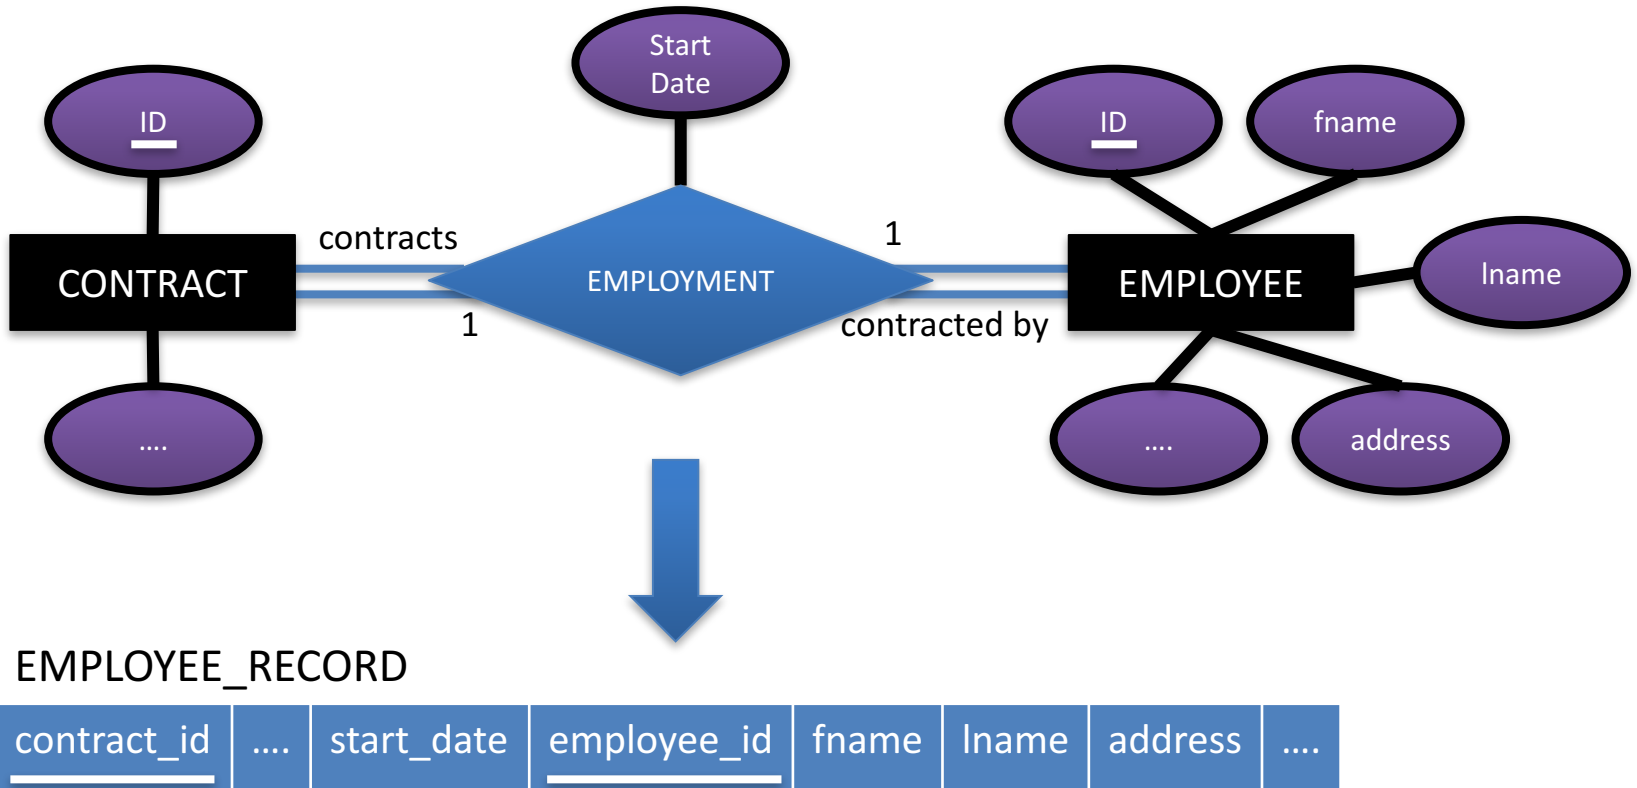 Start
Date
ID
ID
fname
contracts
1
CONTRACT
EMPLOYMENT
EMPLOYEE
lname
1
contracted by
....
....
address
EMPLOYEE_RECORD
contract_id
....
start_date
employee_id
fname
lname
address
....